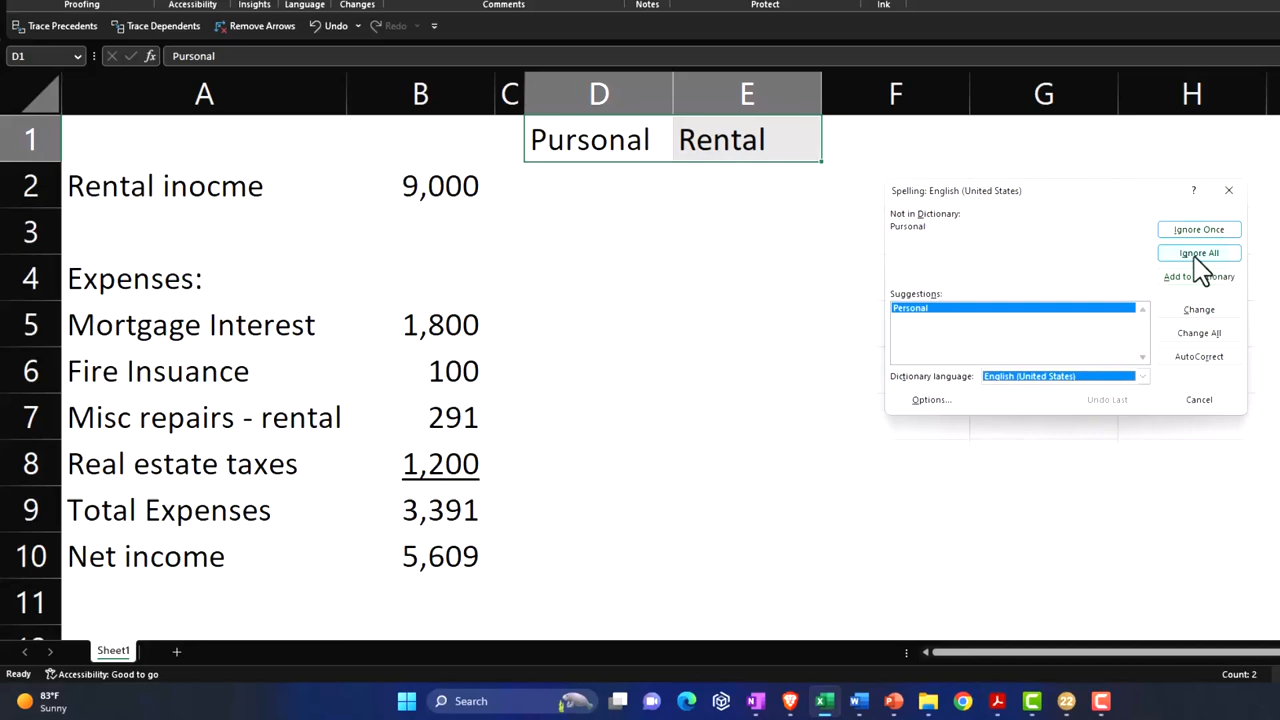 Proofing Accessibility Insights Language Changes Comments Notes Protect Ink
Trace Precedents Trace Dependents Remove Arrows Undo Redo
D1 fx Pursonal
A B C D E F G H
1 Pursonal Rental
2 Rental inocme 9,000
3
4 Expenses:
5 Mortgage Interest 1,800
6 Fire Insuance 100
7 Misc repairs - rental 291
8 Real estate taxes 1,200
9 Total Expenses 3,391
10 Net income 5,609
11
Spelling: English (United States) ?
Not in Dictionary:
Pursonal
Ignore Once
Ignore All
Suggestions:
Personal
Change
Change All
AutoCorrect
Dictionary language: English (United States)
Options... Undo Last Cancel
Sheet1
Ready Accessibility: Good to go Count: 2
83°F
Sunny
Search
22